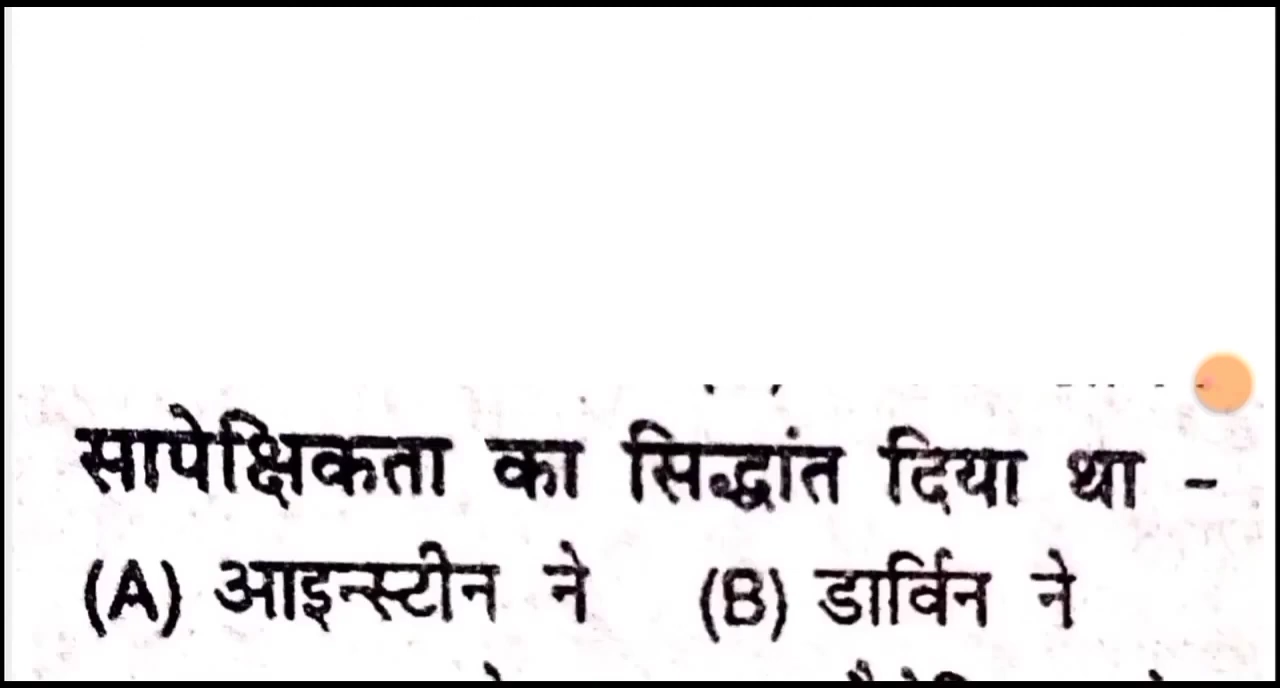 सापेक्षिकता का सिद्धांत दिया था -
(A) आइन्स्टीन ने (B) डार्विन ने